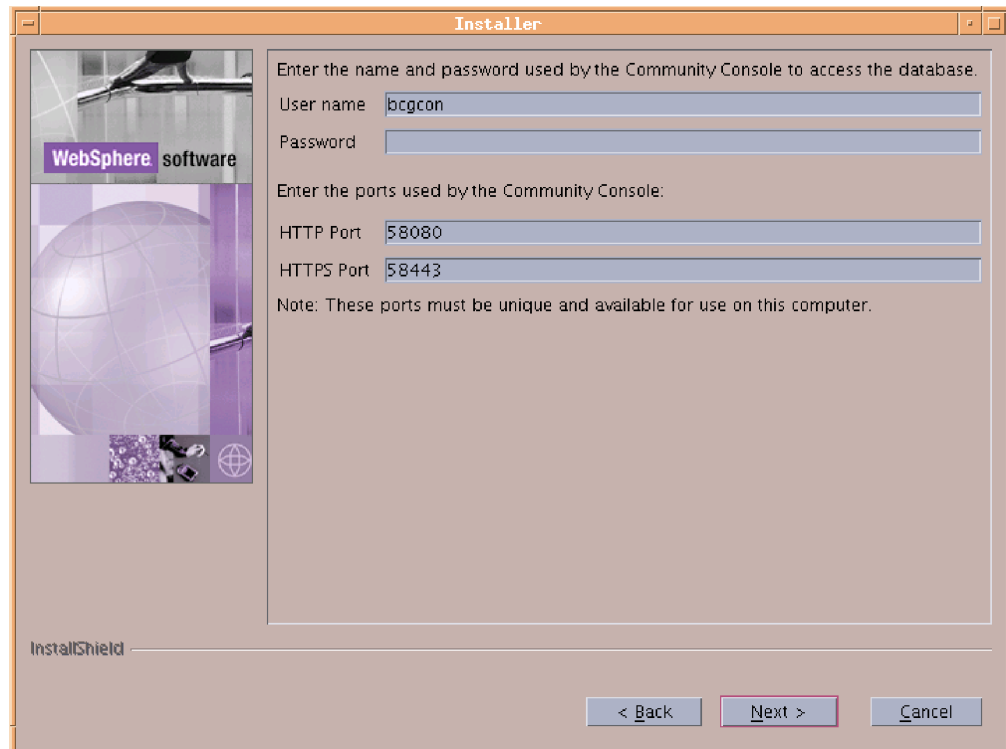 Installer
WebSphere software
Enter the name and password used by the Community Console to access the database.
User name bcgcon
Password
Enter the ports used by the Community Console:
HTTP Port 58080
HTTPS Port 58443
Note: These ports must be unique and available for use on this computer.
InstallShield
< Back Next > Cancel